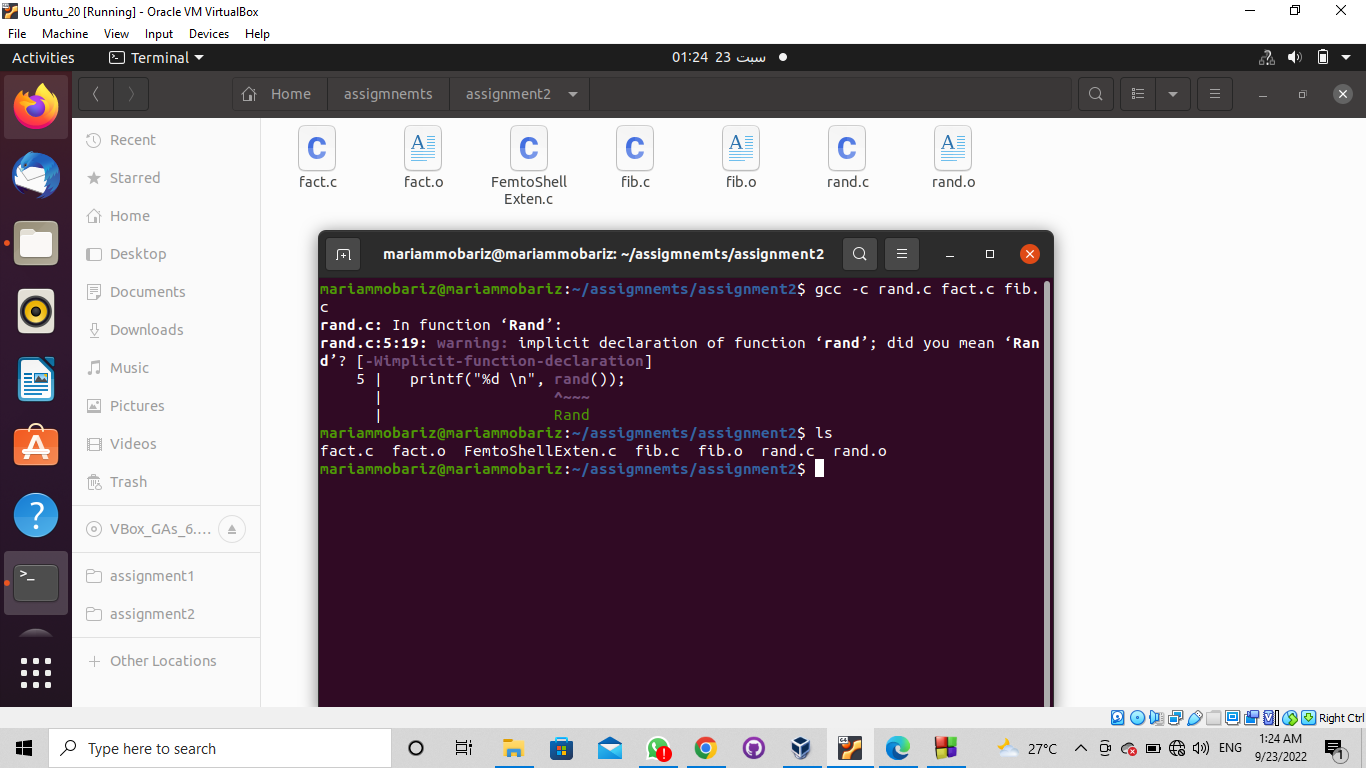 Ubuntu_20 [Running] - Oracle VM VirtualBox
File Machine View Input Devices Help
Activities Terminal 01:24 23 سبت
Home assigmnemts assignment2
Recent
Starred
Home
Desktop
Documents
Downloads
Music
Pictures
Videos
Trash
VBox_GAs_6....
assignment1
assignment2
Other Locations
fact.c fact.o FemtoShell fib.c fib.o rand.c rand.o
Exten.c
mariammobariz@mariammobariz: ~/assigmnemts/assignment2
mariammobariz@mariammobariz:~/assigmnemts/assignment2$ gcc -c rand.c fact.c fib.
c
rand.c: In function ‘Rand’:
rand.c:5:19: warning: implicit declaration of function ‘rand’; did you mean ‘Ran
d’? [-Wimplicit-function-declaration]
5 | printf("%d \n", rand());
| ^~~~
| Rand
mariammobariz@mariammobariz:~/assigmnemts/assignment2$ ls
fact.c fact.o FemtoShellExten.c fib.c fib.o rand.c rand.o
mariammobariz@mariammobariz:~/assigmnemts/assignment2$
Right Ctrl
Type here to search
27°C
ENG
1:24 AM
9/23/2022
1